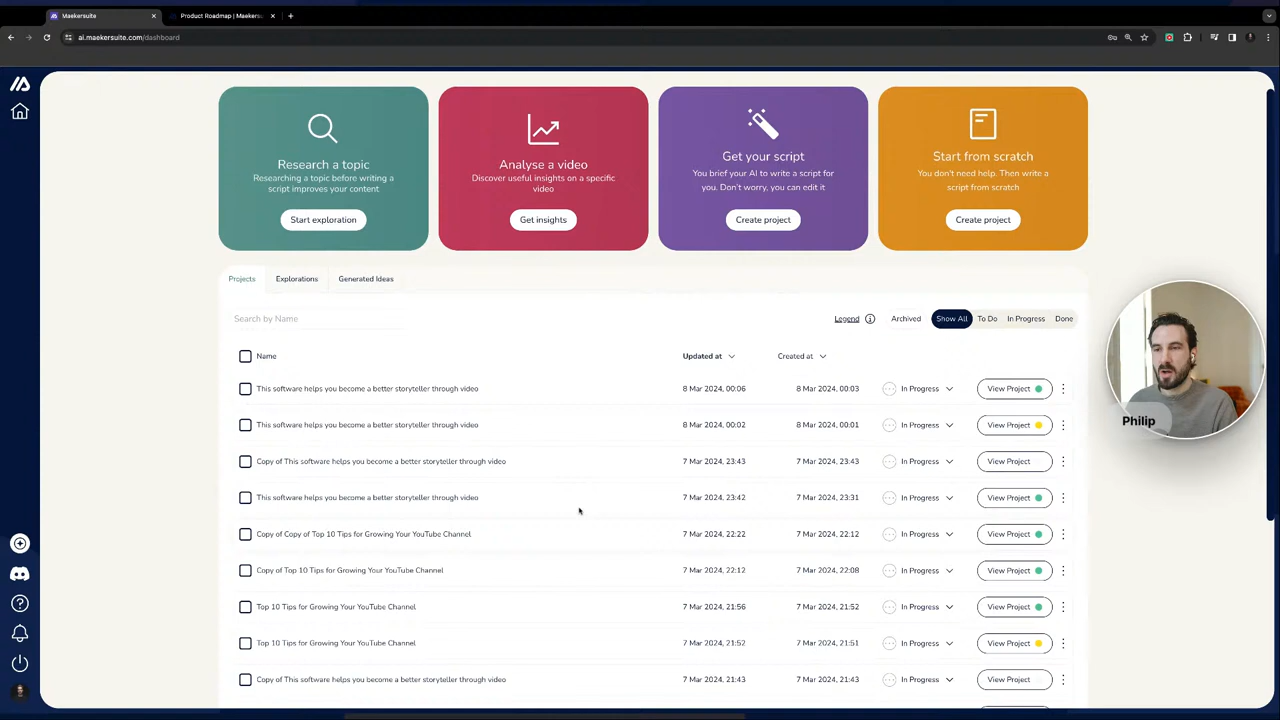 Maekersuite
Product Roadmap | Maekersu
ai.maekersuite.com/dashboard
Research a topic
Researching a topic before writing a
script improves your content
Start exploration
Analyse a video
Discover useful insights on a specific
video
Get insights
Get your script
You brief your AI to write a script for
you. Don't worry, you can edit it
Create project
Start from scratch
You don't need help. Then write a
script from scratch
Create project
Projects Explorations Generated Ideas
Search by Name Legend Archived Show All To Do In Progress Done
Name Updated at Created at
This software helps you become a better storyteller through video 8 Mar 2024, 00:06 8 Mar 2024, 00:03 In Progress View Project
This software helps you become a better storyteller through video 8 Mar 2024, 00:02 8 Mar 2024, 00:01 In Progress View Project
Copy of This software helps you become a better storyteller through video 7 Mar 2024, 23:43 7 Mar 2024, 23:43 In Progress View Project
This software helps you become a better storyteller through video 7 Mar 2024, 23:42 7 Mar 2024, 23:31 In Progress View Project
Copy of Copy of Top 10 Tips for Growing Your YouTube Channel 7 Mar 2024, 22:22 7 Mar 2024, 22:12 In Progress View Project
Copy of Top 10 Tips for Growing Your YouTube Channel 7 Mar 2024, 22:12 7 Mar 2024, 22:08 In Progress View Project
Top 10 Tips for Growing Your YouTube Channel 7 Mar 2024, 21:56 7 Mar 2024, 21:52 In Progress View Project
Top 10 Tips for Growing Your YouTube Channel 7 Mar 2024, 21:52 7 Mar 2024, 21:51 In Progress View Project
Copy of This software helps you become a better storyteller through video 7 Mar 2024, 21:43 7 Mar 2024, 21:43 In Progress View Project
Philip